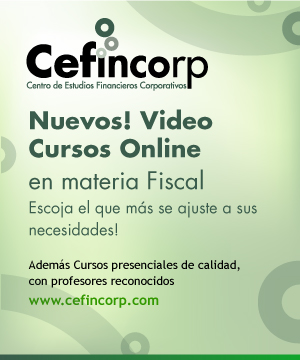 Cefincorp
Centro de Estudios Financieros Corporativos
Nuevos! Video
Cursos Online
en materia Fiscal
Escoja el que más se ajuste a sus
necesidades!
Además Cursos presenciales de calidad,
con profesores reconocidos
www.cefincorp.com